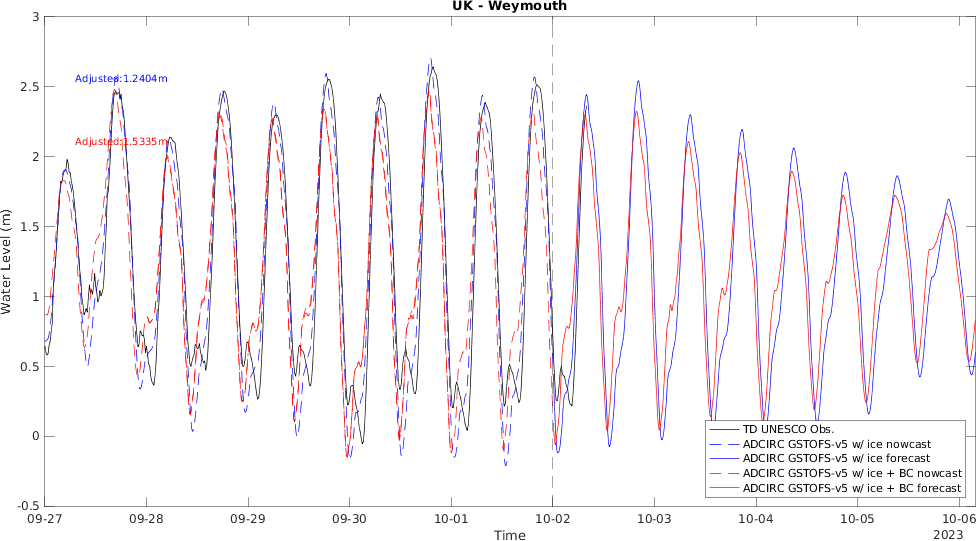 UK - Weymouth
3
2.5
2
1.5
1
0.5
0
-0.5
Water Level (m)
Adjusted:1.2404m
Adjusted:1.5335m
TD UNESCO Obs.
ADCIRC GSTOFS-v5 w/ ice nowcast
ADCIRC GSTOFS-v5 w/ ice forecast
ADCIRC GSTOFS-v5 w/ ice + BC nowcast
ADCIRC GSTOFS-v5 w/ ice + BC forecast
09-27 09-28 09-29 09-30 10-01 10-02 10-03 10-04 10-05 10-06
2023
Time